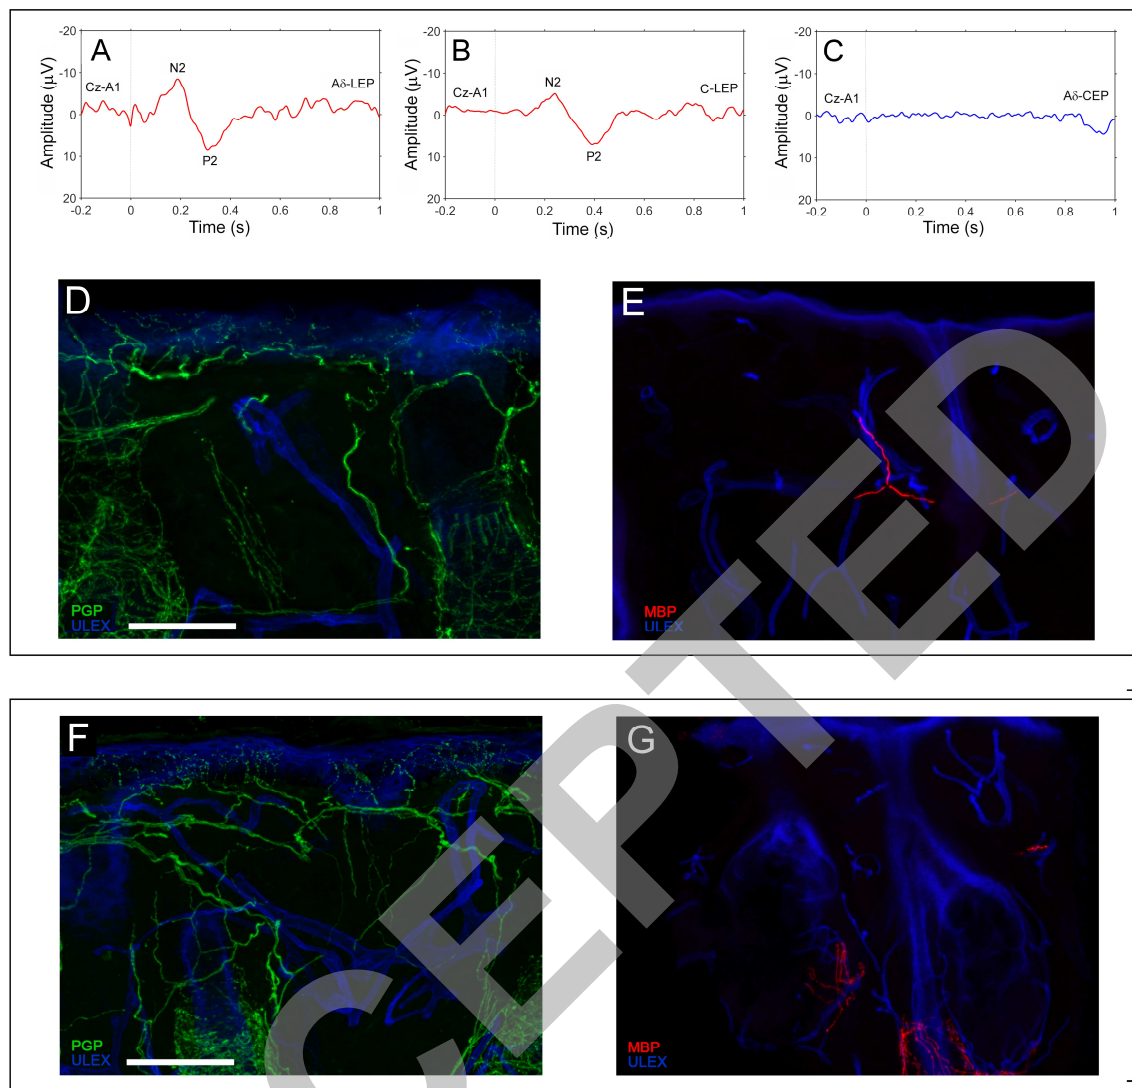 A
B
C
Amplitude (μV)
-20
-10
0
10
20
Cz-A1
N2
P2
Aδ-LEP
-0.2 0 0.2 0.4 0.6 0.8 1
Time (s)
Amplitude (μV)
-20
-10
0
10
20
Cz-A1
N2
P2
C-LEP
-0.2 0 0.2 0.4 0.6 0.8 1
Time (s)
Amplitude (μV)
-20
-10
0
10
20
Cz-A1
Aδ-CEP
-0.2 0 0.2 0.4 0.6 0.8 1
Time (s)
D
PGP
ULEX
E
MBP
ULEX
F
PGP
ULEX
G
MBP
ULEX
CEPTED